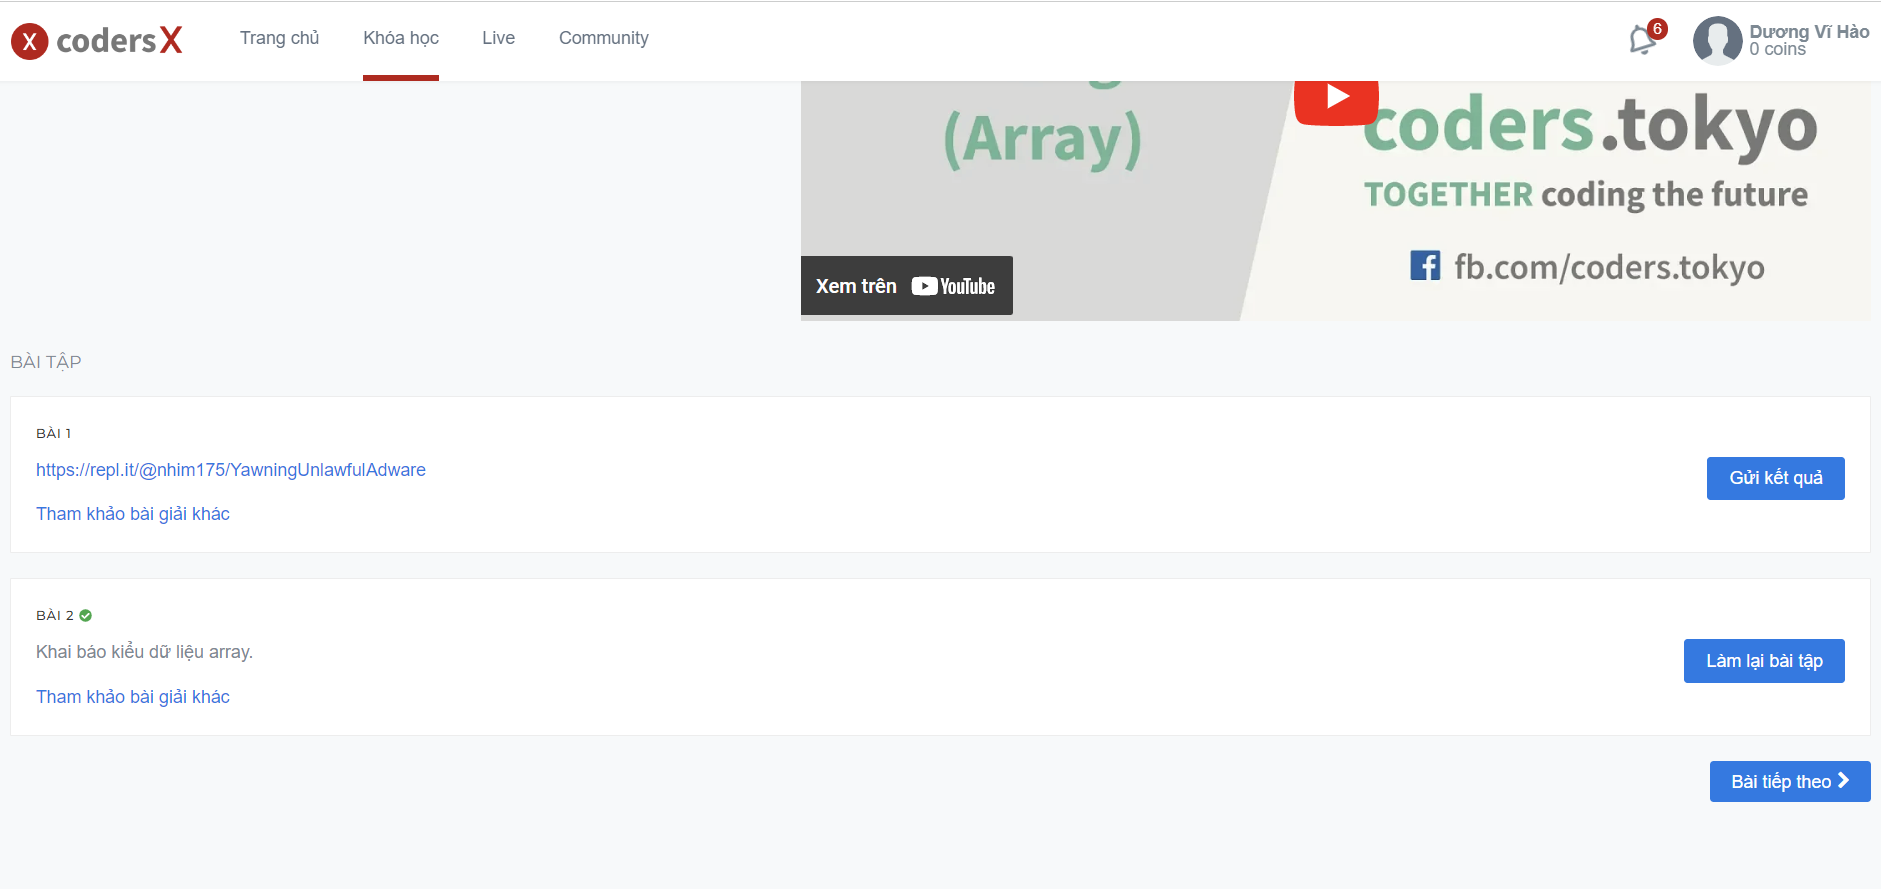 X codersX
Trang chủ
Khóa học
Live
Community
6
Dương Vĩ Hào
0 coins
(Array)
coders.tokyo
TOGETHER coding the future
fb.com/coders.tokyo
Xem trên YouTube
BÀI TẬP
BÀI 1
https://repl.it/@nhim175/YawningUnlawfulAdware
Gửi kết quả
Tham khảo bài giải khác
BÀI 2
Khai báo kiểu dữ liệu array.
Làm lại bài tập
Tham khảo bài giải khác
Bài tiếp theo